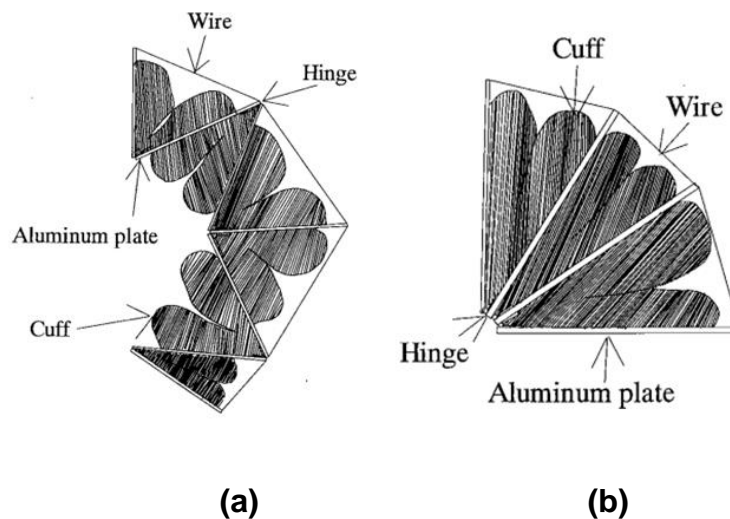 Wire
Hinge
Aluminum plate
Cuff
(a)
Cuff
Wire
Hinge
Aluminum plate
(b)